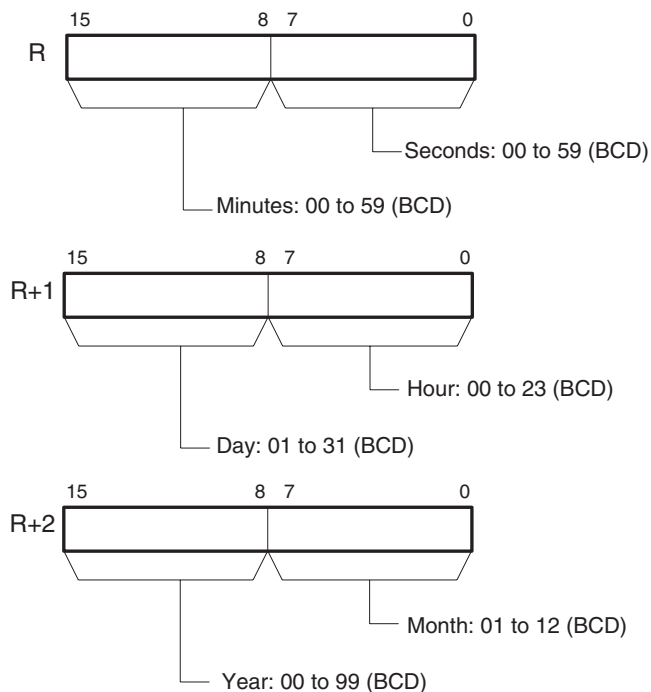 15 8 7 0
R
Seconds: 00 to 59 (BCD)
Minutes: 00 to 59 (BCD)
15 8 7 0
R+1
Hour: 00 to 23 (BCD)
Day: 01 to 31 (BCD)
15 8 7 0
R+2
Month: 01 to 12 (BCD)
Year: 00 to 99 (BCD)